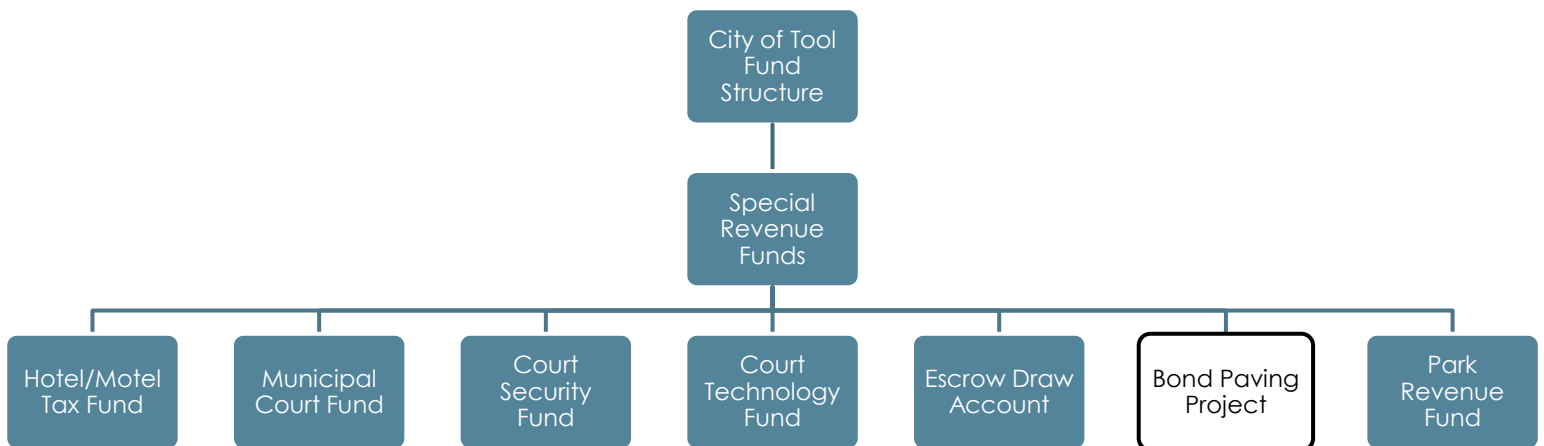 City of Tool
Fund
Structure
Special
Revenue
Funds
Hotel/Motel
Tax Fund
Municipal
Court Fund
Court
Security
Fund
Court
Technology
Fund
Escrow Draw
Account
Bond Paving
Project
Park
Revenue
Fund